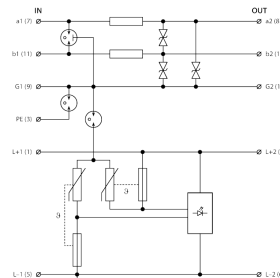 IN OUT
a1 (7) a2 (8
b1 (11) b2 (1
G1 (9) G2 (1
PE (3)
L+1 (1) L+2 (
ϑ ϑ
L-1 (5) L-2 (